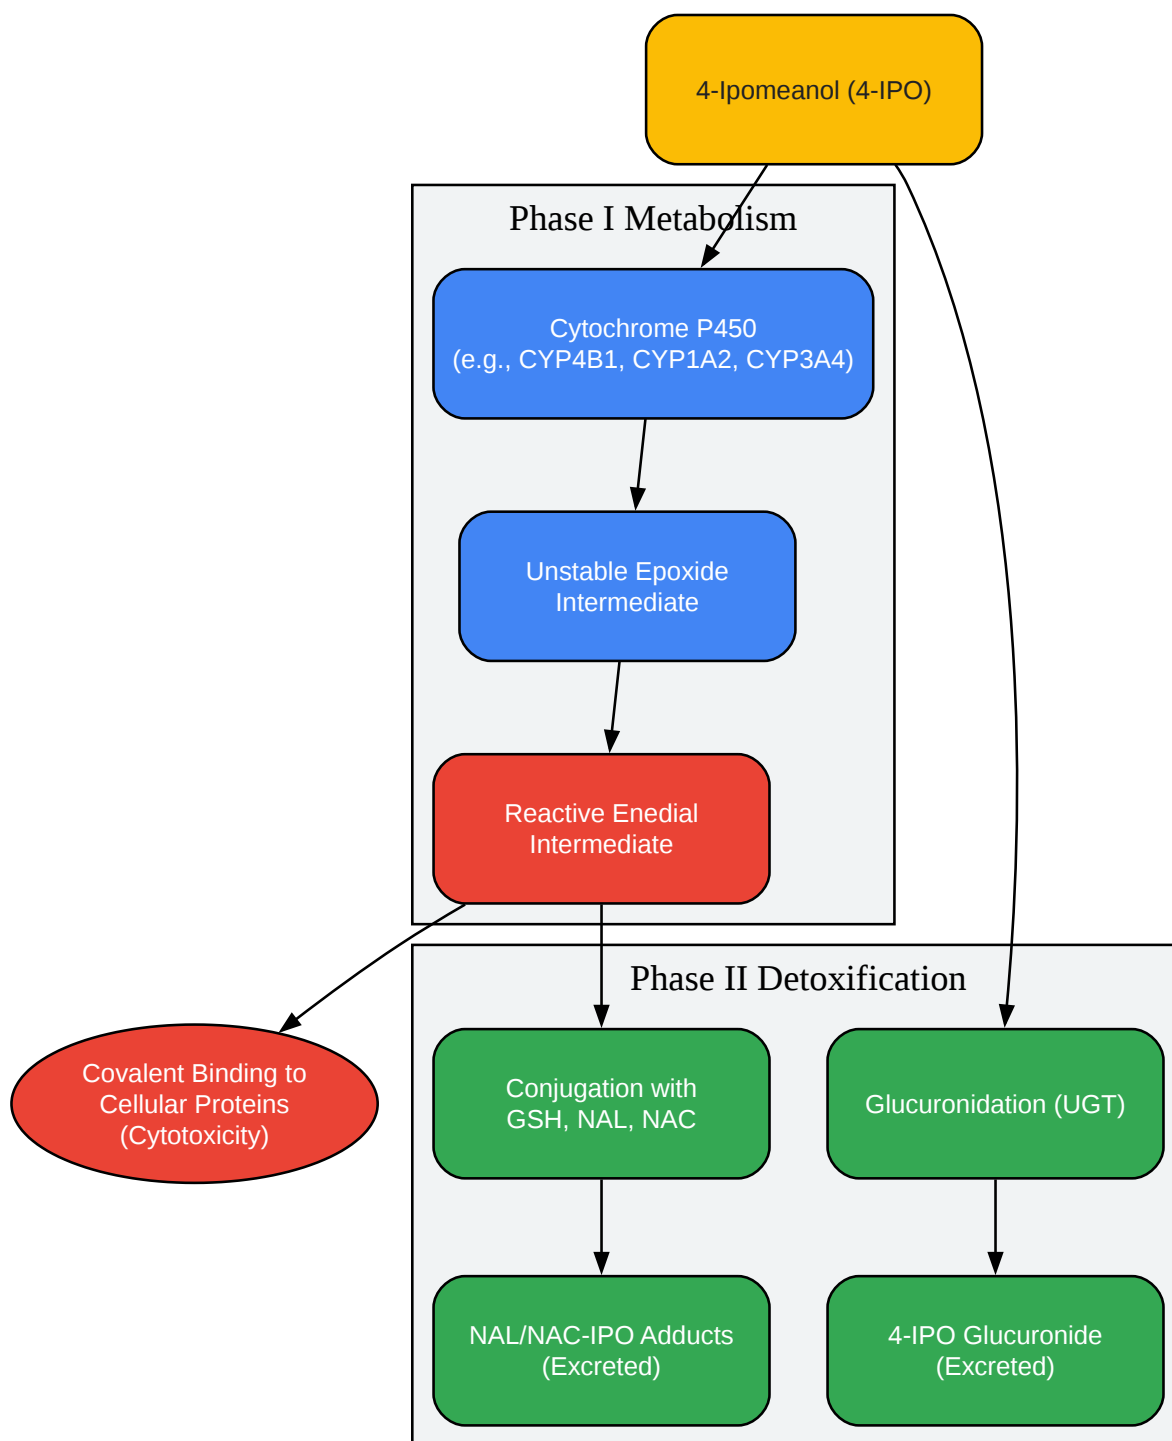 4-Ipomeanol (4-IPO)
Phase I Metabolism
Cytochrome P450
(e.g., CYP4B1, CYP1A2, CYP3A4)
Unstable Epoxide
Intermediate
Reactive Enedial
Intermediate
Phase II Detoxification
Covalent Binding to
Cellular Proteins
(Cytotoxicity)
Conjugation with
GSH, NAL, NAC
Glucuronidation (UGT)
NAL/NAC-IPO Adducts
(Excreted)
4-IPO Glucuronide
(Excreted)